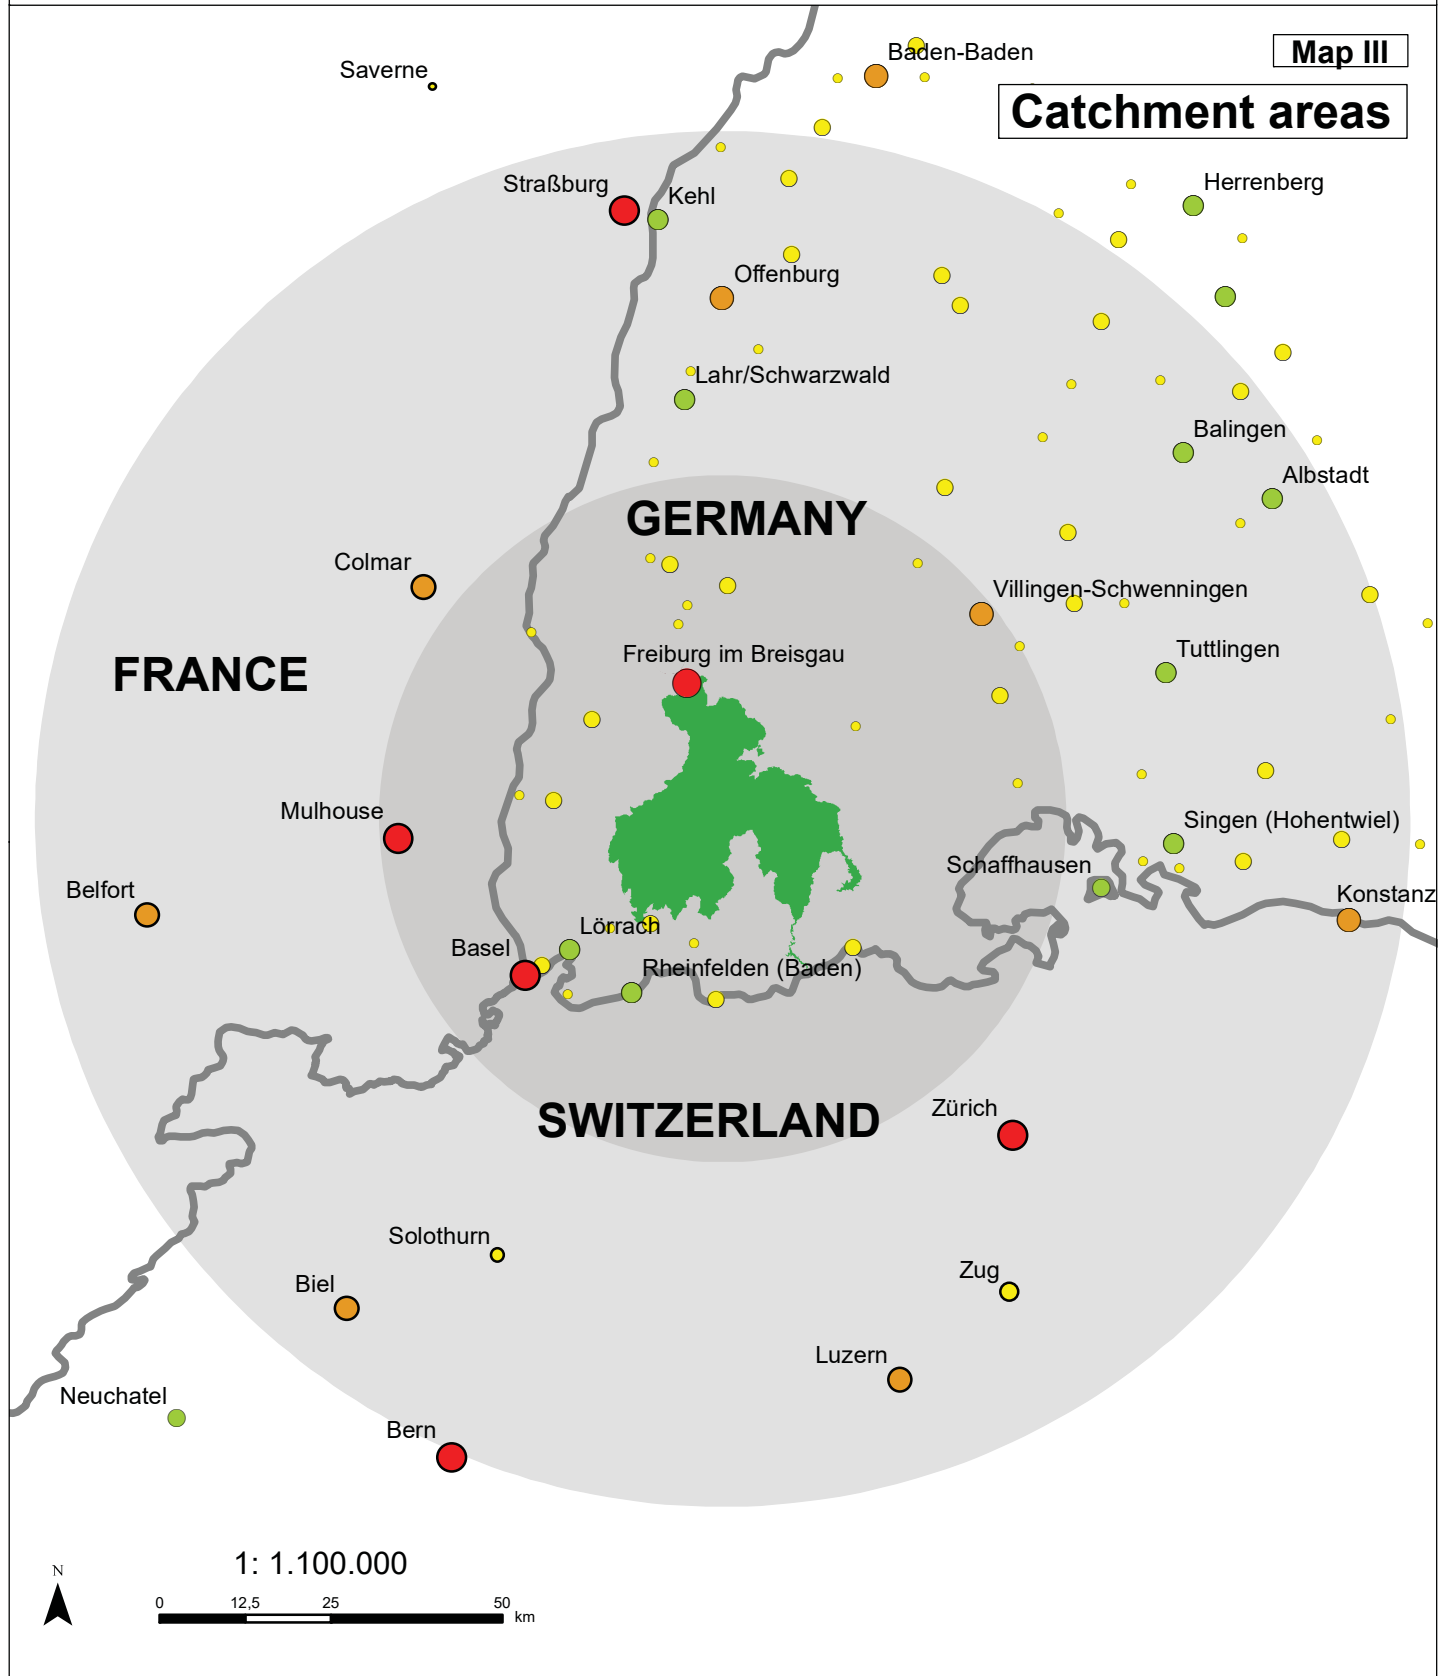 Map III
Catchment areas
Baden-Baden
Saverne
Straßburg
Kehl
Herrenberg
Offenburg
Lahr/Schwarzwald
Balingen
Albstadt
GERMANY
Colmar
Villingen-Schwenningen
FRANCE
Freiburg im Breisgau
Tuttlingen
Mulhouse
Singen (Hohentwiel)
Schaffhausen
Belfort
Konstanz
Lörrach
Basel
Rheinfelden (Baden)
SWITZERLAND
Zürich
Solothurn
Biel
Zug
Luzern
Neuchatel
Bern
N
1: 1.100.000
0 12,5 25 50
km